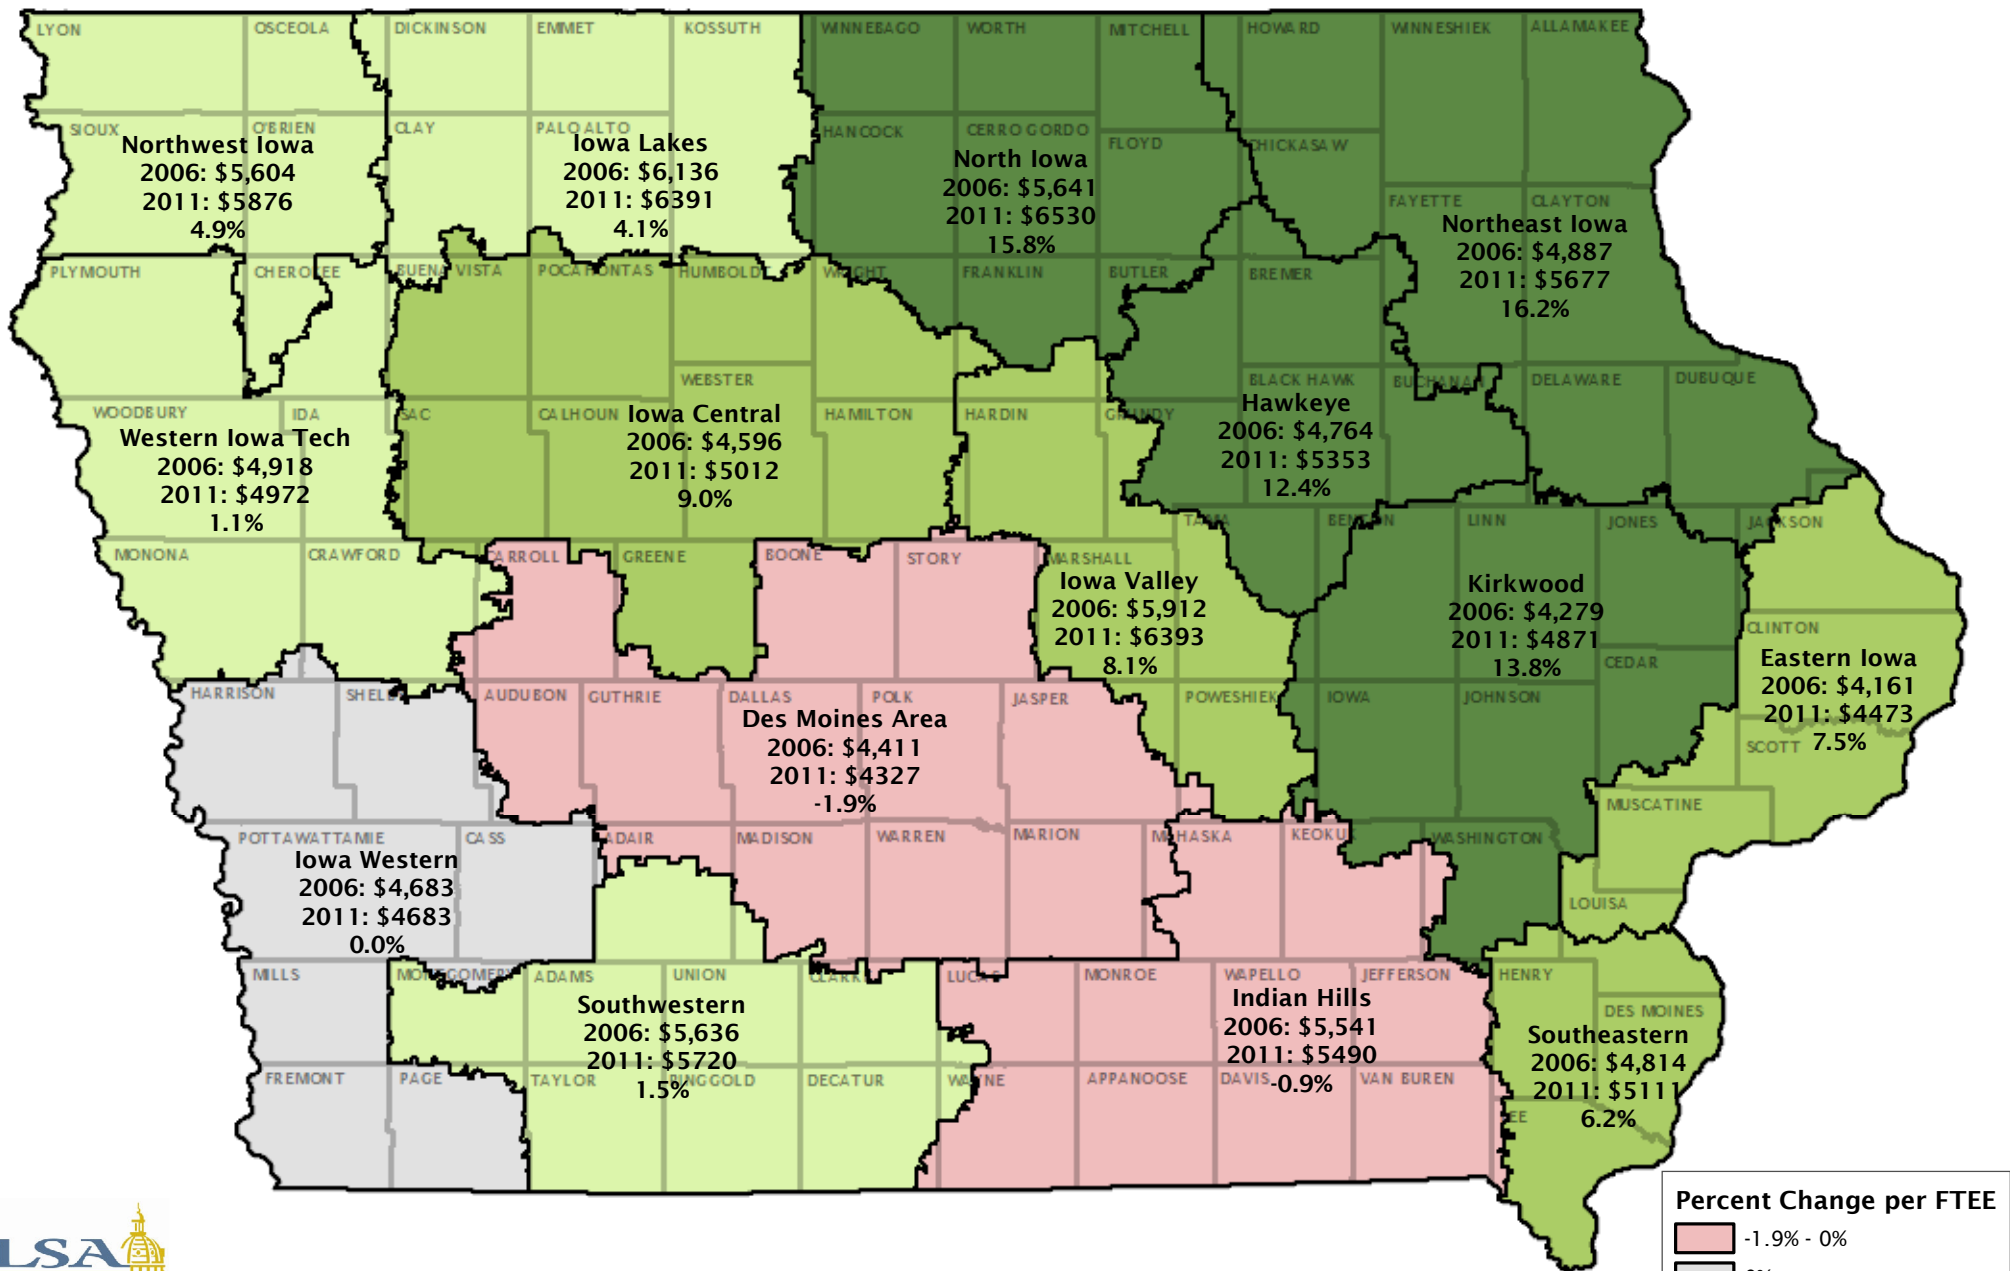 LYON
OSCEOLA
DICKINSON
EMMET
KOSSUTH
WINNEBAGO
WORTH
MITCHELL
HOWARD
WINNESHIEK
ALLAMAKEE
SIOUX
O'BRIEN
CLAY
PALO ALTO
HANCOCK
CERRO GORDO
FLOYD
CHICKASAW
Northwest Iowa
2006: $5,604
2011: $5876
4.9%
Iowa Lakes
2006: $6,136
2011: $6391
4.1%
North Iowa
2006: $5,641
2011: $6530
15.8%
FAYETTE
CLAYTON
Northeast Iowa
2006: $4,887
2011: $5677
16.2%
PLYMOUTH
CHEROKEE
BUENA VISTA
POCAHONTAS
HUMBOLDT
WRIGHT
FRANKLIN
BUTLER
BREMER
WEBSTER
BLACK HAWK
BUCHANAN
DELAWARE
DUBUQUE
WOODBURY
IDA
SAC
CALHOUN
HAMILTON
HARDIN
GRUNDY
Western Iowa Tech
2006: $4,918
2011: $4972
1.1%
Iowa Central
2006: $4,596
2011: $5012
9.0%
Hawkeye
2006: $4,764
2011: $5353
12.4%
TAMA
BENTON
LINN
JONES
JACKSON
MONONA
CRAWFORD
CARROLL
GREENE
BOONE
STORY
MARSHALL
Iowa Valley
2006: $5,912
2011: $6393
8.1%
Kirkwood
2006: $4,279
2011: $4871
13.8%
CLINTON
CEDAR
Eastern Iowa
2006: $4,161
2011: $4473
7.5%
SCOTT
HARRISON
SHELB
AUDUBON
GUTHRIE
DALLAS
POLK
JASPER
POWESHIEK
IOWA
JOHNSON
Des Moines Area
2006: $4,411
2011: $4327
-1.9%
MUSCATINE
POTTAWATTAMIE
CASS
ADAIR
MADISON
WARREN
MARION
MAHASKA
KEOKU
WASHINGTON
Iowa Western
2006: $4,683
2011: $4683
0.0%
LOUISA
MILLS
MONTGOMERY
ADAMS
UNION
CLARK
LUCAS
MONROE
WAPELLO
JEFFERSON
HENRY
Southwestern
2006: $5,636
2011: $5720
1.5%
Indian Hills
2006: $5,541
2011: $5490
-0.9%
DES MOINES
Southeastern
2006: $4,814
2011: $5111
6.2%
FREMONT
PAGE
TAYLOR
RINGGOLD
DECATUR
WAYNE
APPANOOSE
DAVIS
VAN BUREN
EE
LSA
Percent Change per FTEE
-1.9% - 0%